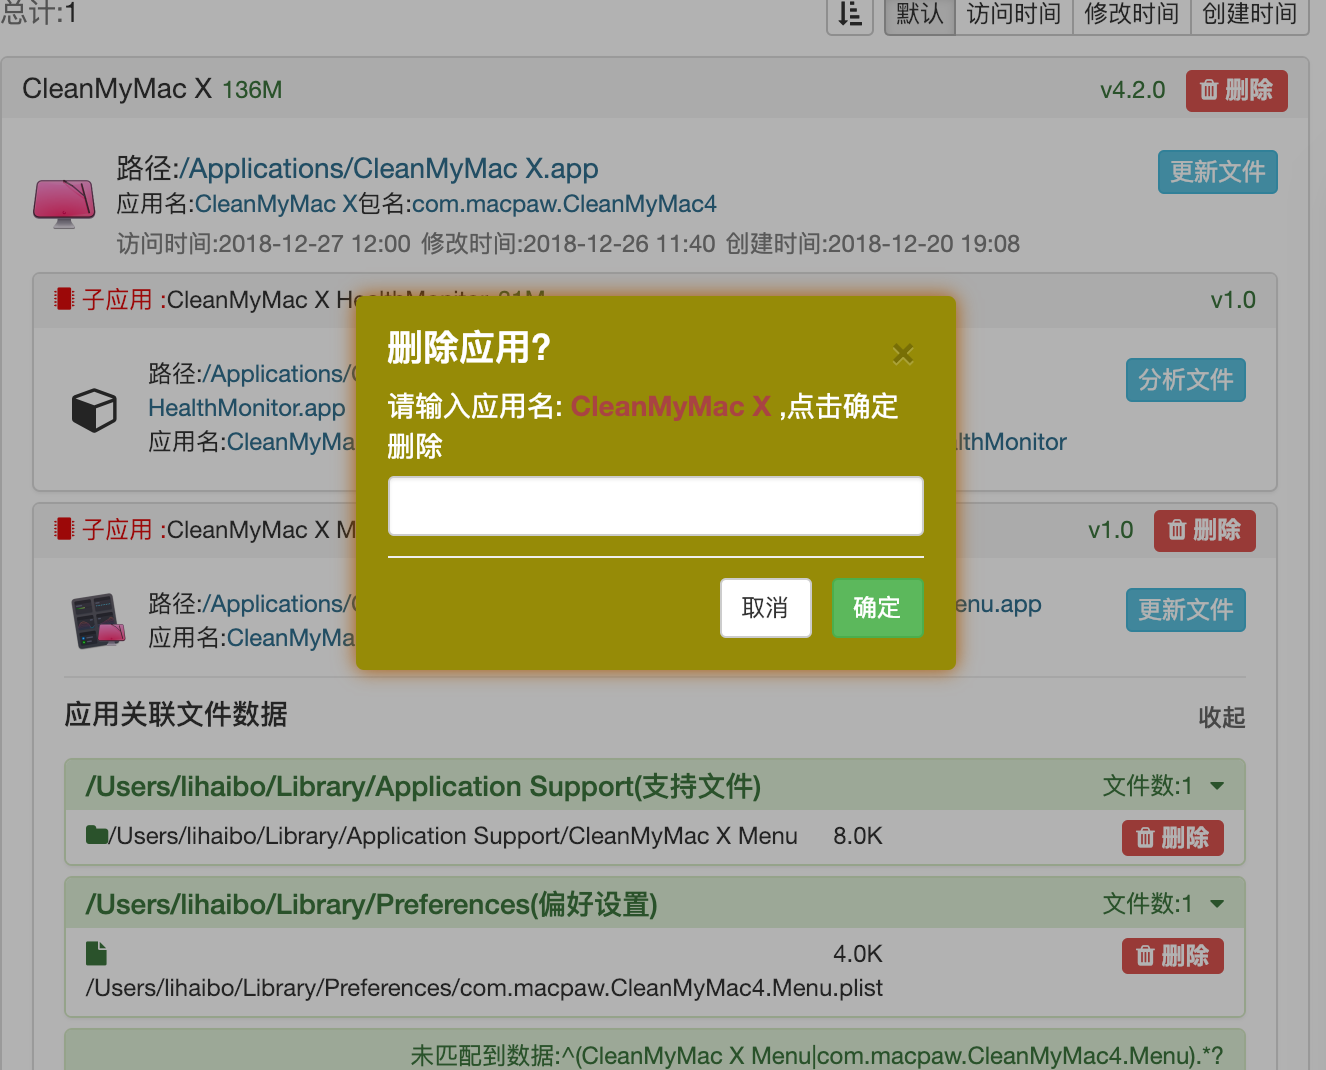 总计:1
默认 访问时间 修改时间 创建时间
CleanMyMac X 136M v4.2.0 删除
路径:/Applications/CleanMyMac X.app 更新文件
应用名:CleanMyMac X包名:com.macpaw.CleanMyMac4
访问时间:2018-12-27 12:00 修改时间:2018-12-26 11:40 创建时间:2018-12-20 19:08
子应用 :CleanMyMac X HealthMonitor 31M v1.0
删除应用?
请输入应用名: CleanMyMac X ,点击确定
删除
取消 确定
路径:/Applications/ 分析文件
HealthMonitor.app
应用名:CleanMyMa lthMonitor
子应用 :CleanMyMac X M v1.0 删除
路径:/Applications/ enu.app 更新文件
应用名:CleanMyMa
应用关联文件数据 收起
/Users/lihaibo/Library/Application Support(支持文件) 文件数:1
/Users/lihaibo/Library/Application Support/CleanMyMac X Menu 8.0K 删除
/Users/lihaibo/Library/Preferences(偏好设置) 文件数:1
4.0K 删除
/Users/lihaibo/Library/Preferences/com.macpaw.CleanMyMac4.Menu.plist
未匹配到数据:^(CleanMyMac X Menu|com.macpaw.CleanMyMac4.Menu).*?